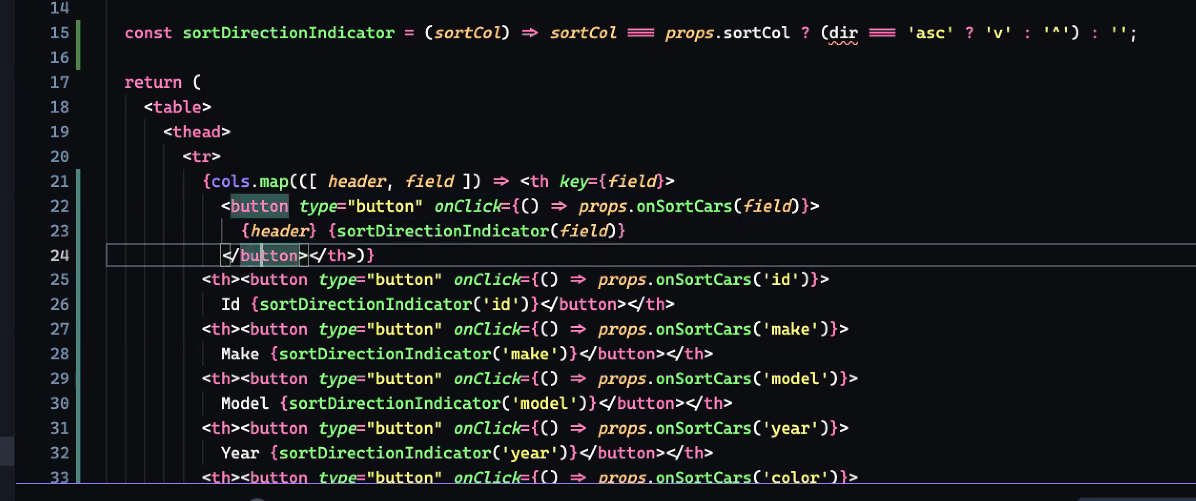 14
15 const sortDirectionIndicator = (sortCol) => sortCol === props.sortCol ? (dir === 'asc' ? 'v' : '^') : '';
16
17 return (
18 <table>
19 <thead>
20 <tr>
21 {cols.map(([ header, field ]) => <th key={field}>
22 <button type="button" onClick={() => props.onSortCars(field)}>
23 {header} {sortDirectionIndicator(field)}
24 </button></th>)}
25 <th><button type="button" onClick={() => props.onSortCars('id')}>
26 Id {sortDirectionIndicator('id')}</button></th>
27 <th><button type="button" onClick={() => props.onSortCars('make')}>
28 Make {sortDirectionIndicator('make')}</button></th>
29 <th><button type="button" onClick={() => props.onSortCars('model')}>
30 Model {sortDirectionIndicator('model')}</button></th>
31 <th><button type="button" onClick={() => props.onSortCars('year')}>
32 Year {sortDirectionIndicator('year')}</button></th>
33 <th><button type="button" onClick={() => props.onSortCars('color')}>